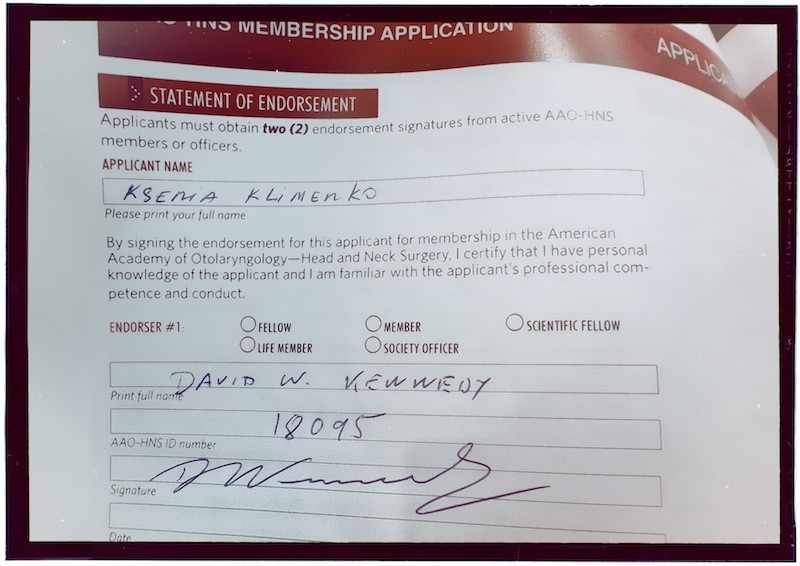 HNS MEMBERSHIP APPLICATION
STATEMENT OF ENDORSEMENT
Applicants must obtain two (2) endorsement signatures from active AAO-HNS
members or officers.
APPLICANT NAME
KSENIA KLIMENKO
Please print your full name
By signing the endorsement for this applicant for membership in the American
Academy of Otolaryngology—Head and Neck Surgery, I certify that I have personal
knowledge of the applicant and I am familiar with the applicant's professional com-
petence and conduct.
ENDORSER #1: FELLOW MEMBER SCIENTIFIC FELLOW
LIFE MEMBER SOCIETY OFFICER
DAVID W. KENNEDY
Print full name
18095
AAO-HNS ID number
Signature
Date